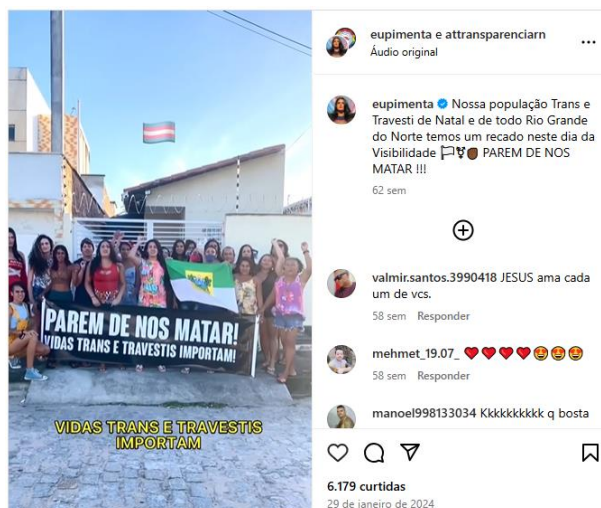 eupimenta e attransparenciarn
Áudio original
eupimenta Nossa população Trans e
Travesti de Natal e de todo Rio Grande
do Norte temos um recado neste dia da
Visibilidade 🏳️⚧✊🏿 PAREM DE NOS
MATAR !!!
62 sem
valmir.santos.3990418 JESUS ama cada
um de vcs.
58 sem Responder
mehmet_19.07_ ❤️❤️❤️❤️🤩🤩🤩
58 sem Responder
manoel998133034 Kkkkkkkkkk q bosta
6.179 curtidas
29 de janeiro de 2024
PAREM DE NOS MATAR!
VIDAS TRANS E TRAVESTIS IMPORTAM!
VIDAS TRANS E TRAVESTIS
IMPORTAM